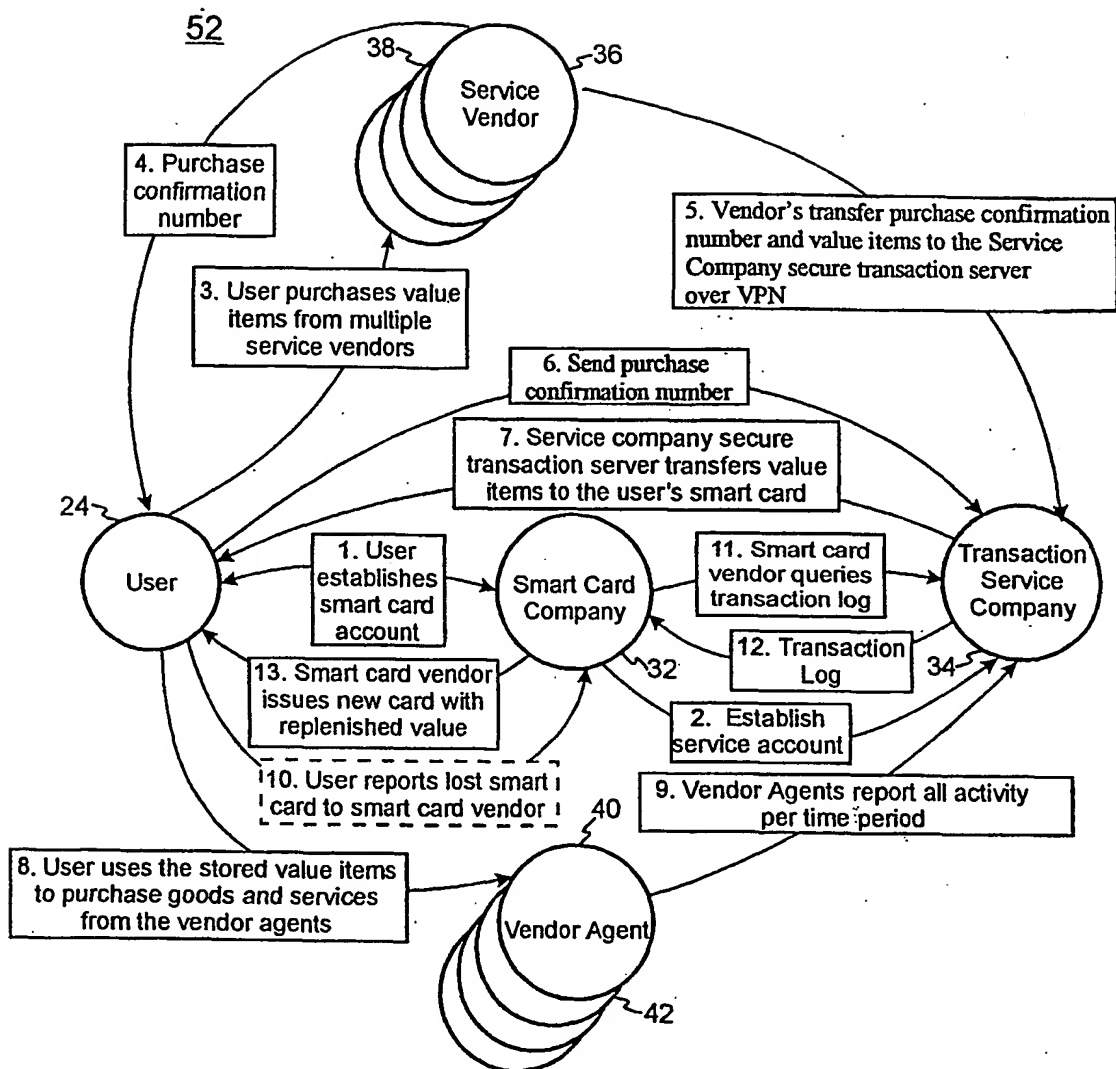 52
38
36
Service
Vendor
4. Purchase
confirmation
number
5. Vendor's transfer purchase confirmation
number and value items to the Service
Company secure transaction server
over VPN
3. User purchases value
items from multiple
service vendors
6. Send purchase
confirmation number
7. Service company secure
transaction server transfers value
items to the user's smart card
24
User
1. User
establishes
smart card
account
Smart Card
Company
11. Smart card
vendor queries
transaction log
Transaction
Service
Company
12. Transaction
Log
32
34
13. Smart card vendor
issues new card with
replenished value
2. Establish
service account
10. User reports lost smart
card to smart card vendor
9. Vendor Agents report all activity
per time period
40
8. User uses the stored value items
to purchase goods and services
from the vendor agents
Vendor Agent
42